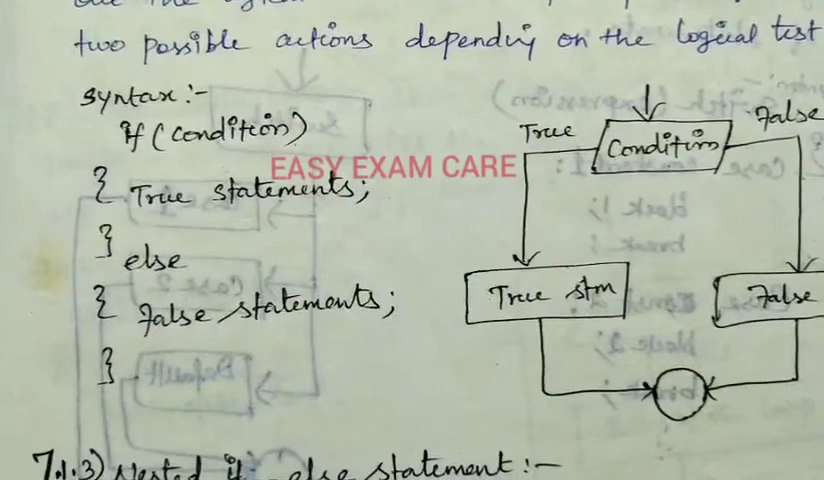 two possible actions depending on the logical test
Syntax :-
if (condition)
{ True statements;
} else
{ False statements;
}
EASY EXAM CARE
True
Condition
False
True stm
False
7.1.3) Nested if - else statement :-